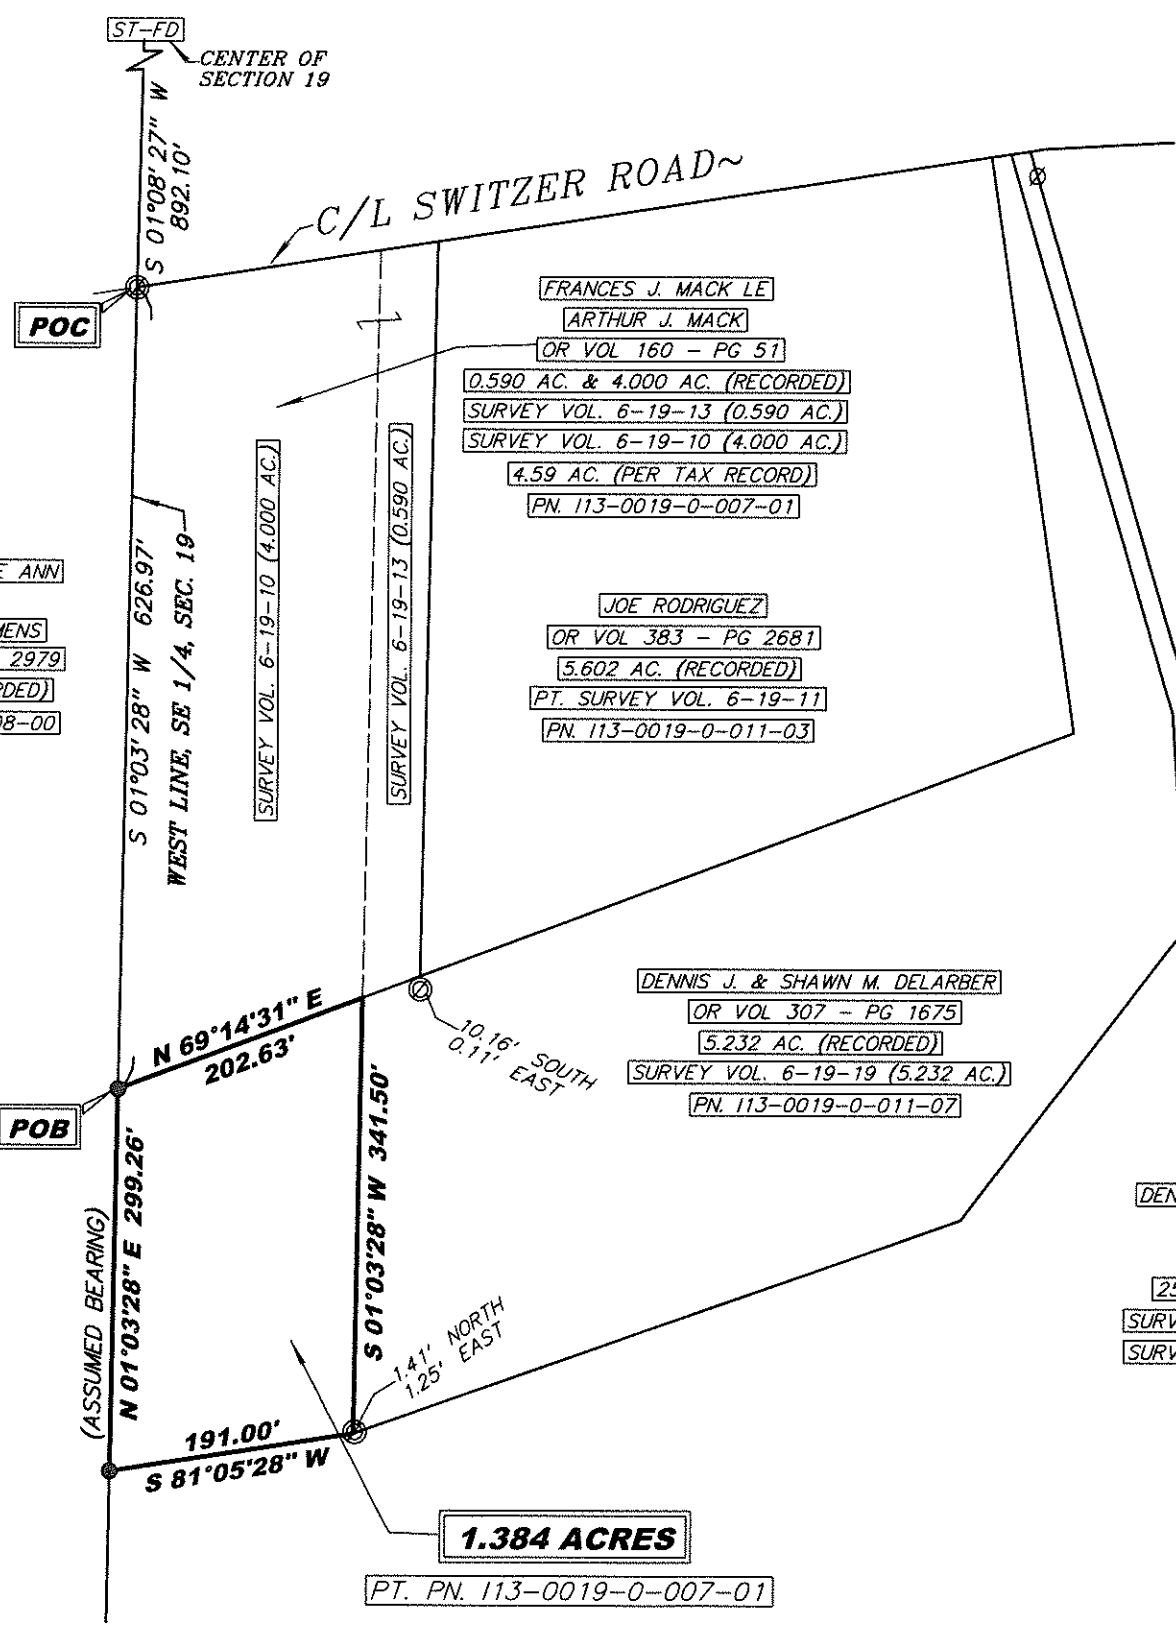 ST-FD
CENTER OF
SECTION 19
S 01°08'27" W
892.10'
C/L SWITZER ROAD~
POC
FRANCES J. MACK LE
ARTHUR J. MACK
OR VOL 160 - PG 51
0.590 AC. & 4.000 AC. (RECORDED)
SURVEY VOL. 6-19-13 (0.590 AC.)
SURVEY VOL. 6-19-10 (4.000 AC.)
4.59 AC. (PER TAX RECORD)
PN. I13-0019-0-007-01
S 01°03'28" W 626.97'
WEST LINE, SE 1/4, SEC. 19
SURVEY VOL. 6-19-10 (4.000 AC.)
SURVEY VOL. 6-19-13 (0.590 AC.)
E ANN
MENS
2979
RDED)
08-00
JOE RODRIGUEZ
OR VOL 383 - PG 2681
5.602 AC. (RECORDED)
PT. SURVEY VOL. 6-19-11
PN. I13-0019-0-011-03
N 69°14'31" E
202.63'
10.16' SOUTH
0.11' EAST
DENNIS J. & SHAWN M. DELARBER
OR VOL 307 - PG 1675
5.232 AC. (RECORDED)
SURVEY VOL. 6-19-19 (5.232 AC.)
PN. I13-0019-0-011-07
POB
(ASSUMED BEARING)
N 01°03'28" E 299.26'
S 01°03'28" W 341.50'
DEN
25
SURV
SURV
1.41' NORTH
1.25' EAST
191.00'
S 81°05'28" W
1.384 ACRES
PT. PN. I13-0019-0-007-01